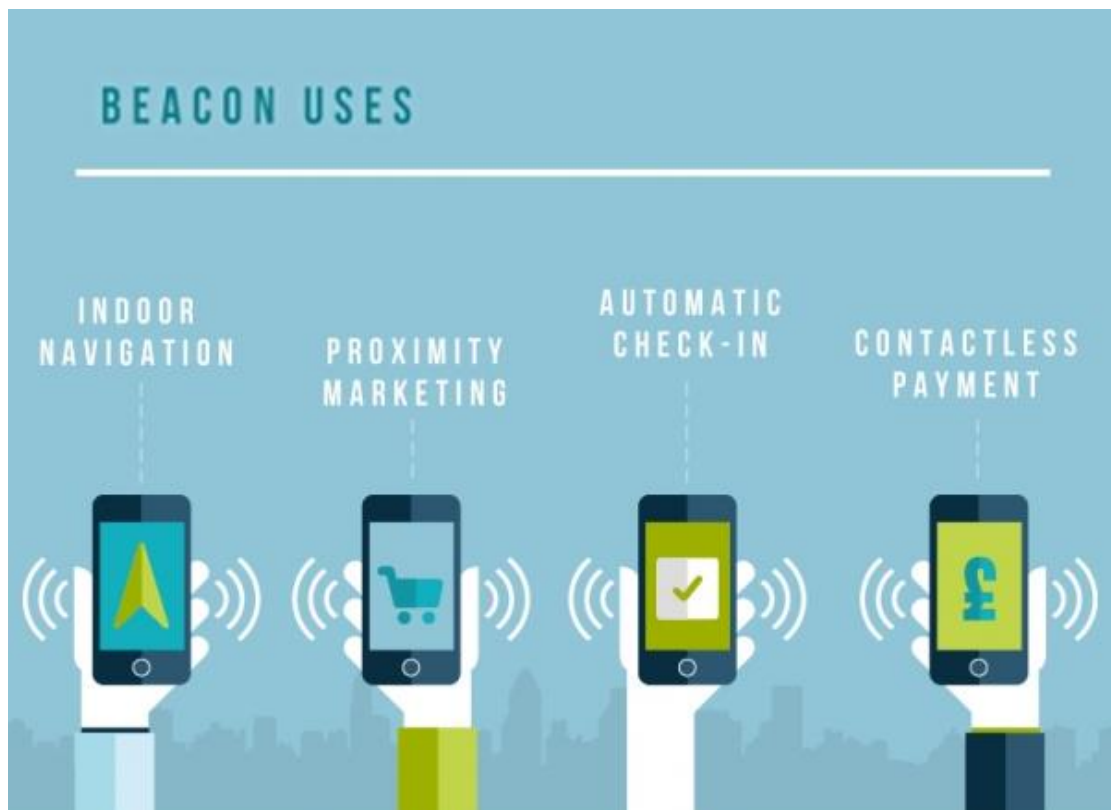 BEACON USES
INDOOR
NAVIGATION
PROXIMITY
MARKETING
AUTOMATIC
CHECK-IN
CONTACTLESS
PAYMENT
£